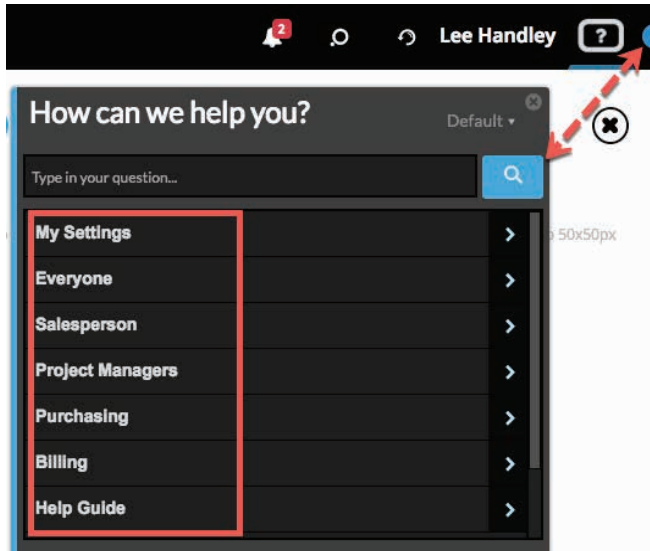 2
Lee Handley
?
How can we help you?
Default
Type in your question...
50x50px
My Settings
Everyone
Salesperson
Project Managers
Purchasing
Billing
Help Guide